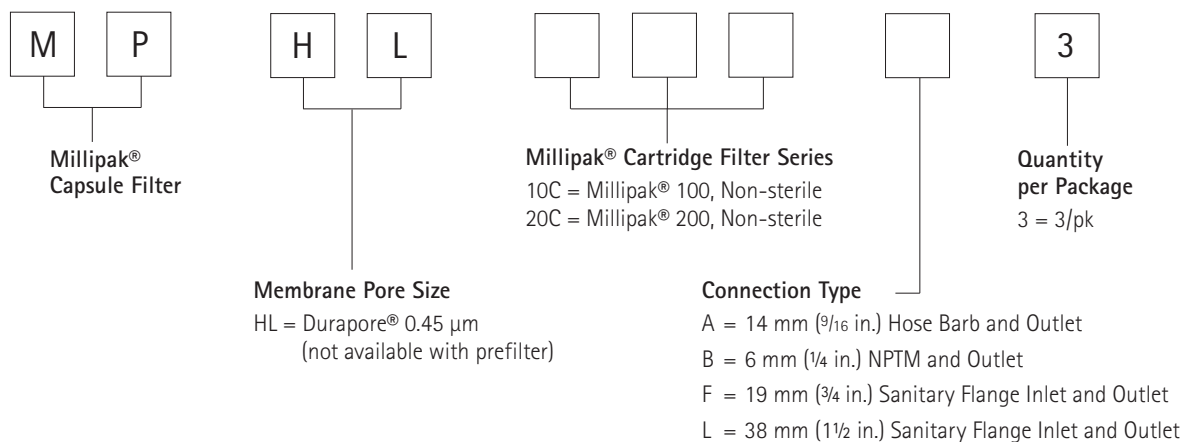 M P H L 3
Millipak® Capsule Filter
Millipak® Cartridge Filter Series
10C = Millipak® 100, Non-sterile
20C = Millipak® 200, Non-sterile
Quantity
per Package
3 = 3/pk
Membrane Pore Size
HL = Durapore® 0.45 µm
(not available with prefilter)
Connection Type
A = 14 mm (9/16 in.) Hose Barb and Outlet
B = 6 mm (1/4 in.) NPTM and Outlet
F = 19 mm (3/4 in.) Sanitary Flange Inlet and Outlet
L = 38 mm (11/2 in.) Sanitary Flange Inlet and Outlet